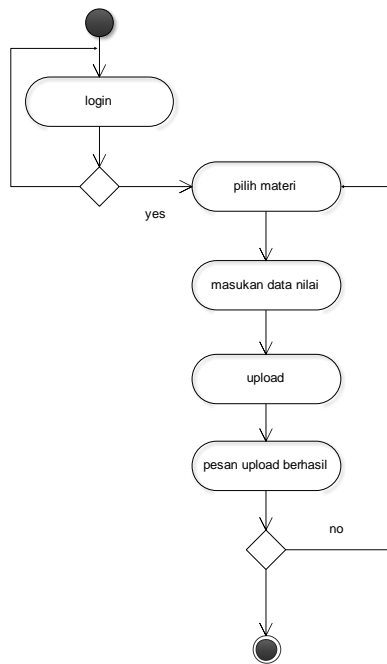 login
pilih materi
yes
masukan data nilai
upload
pesan upload berhasil
no